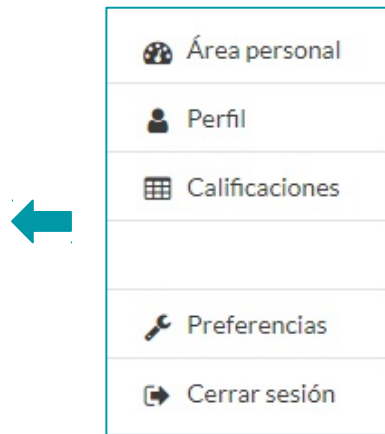 Área personal
Perfil
Calificaciones
Preferencias
Cerrar sesión